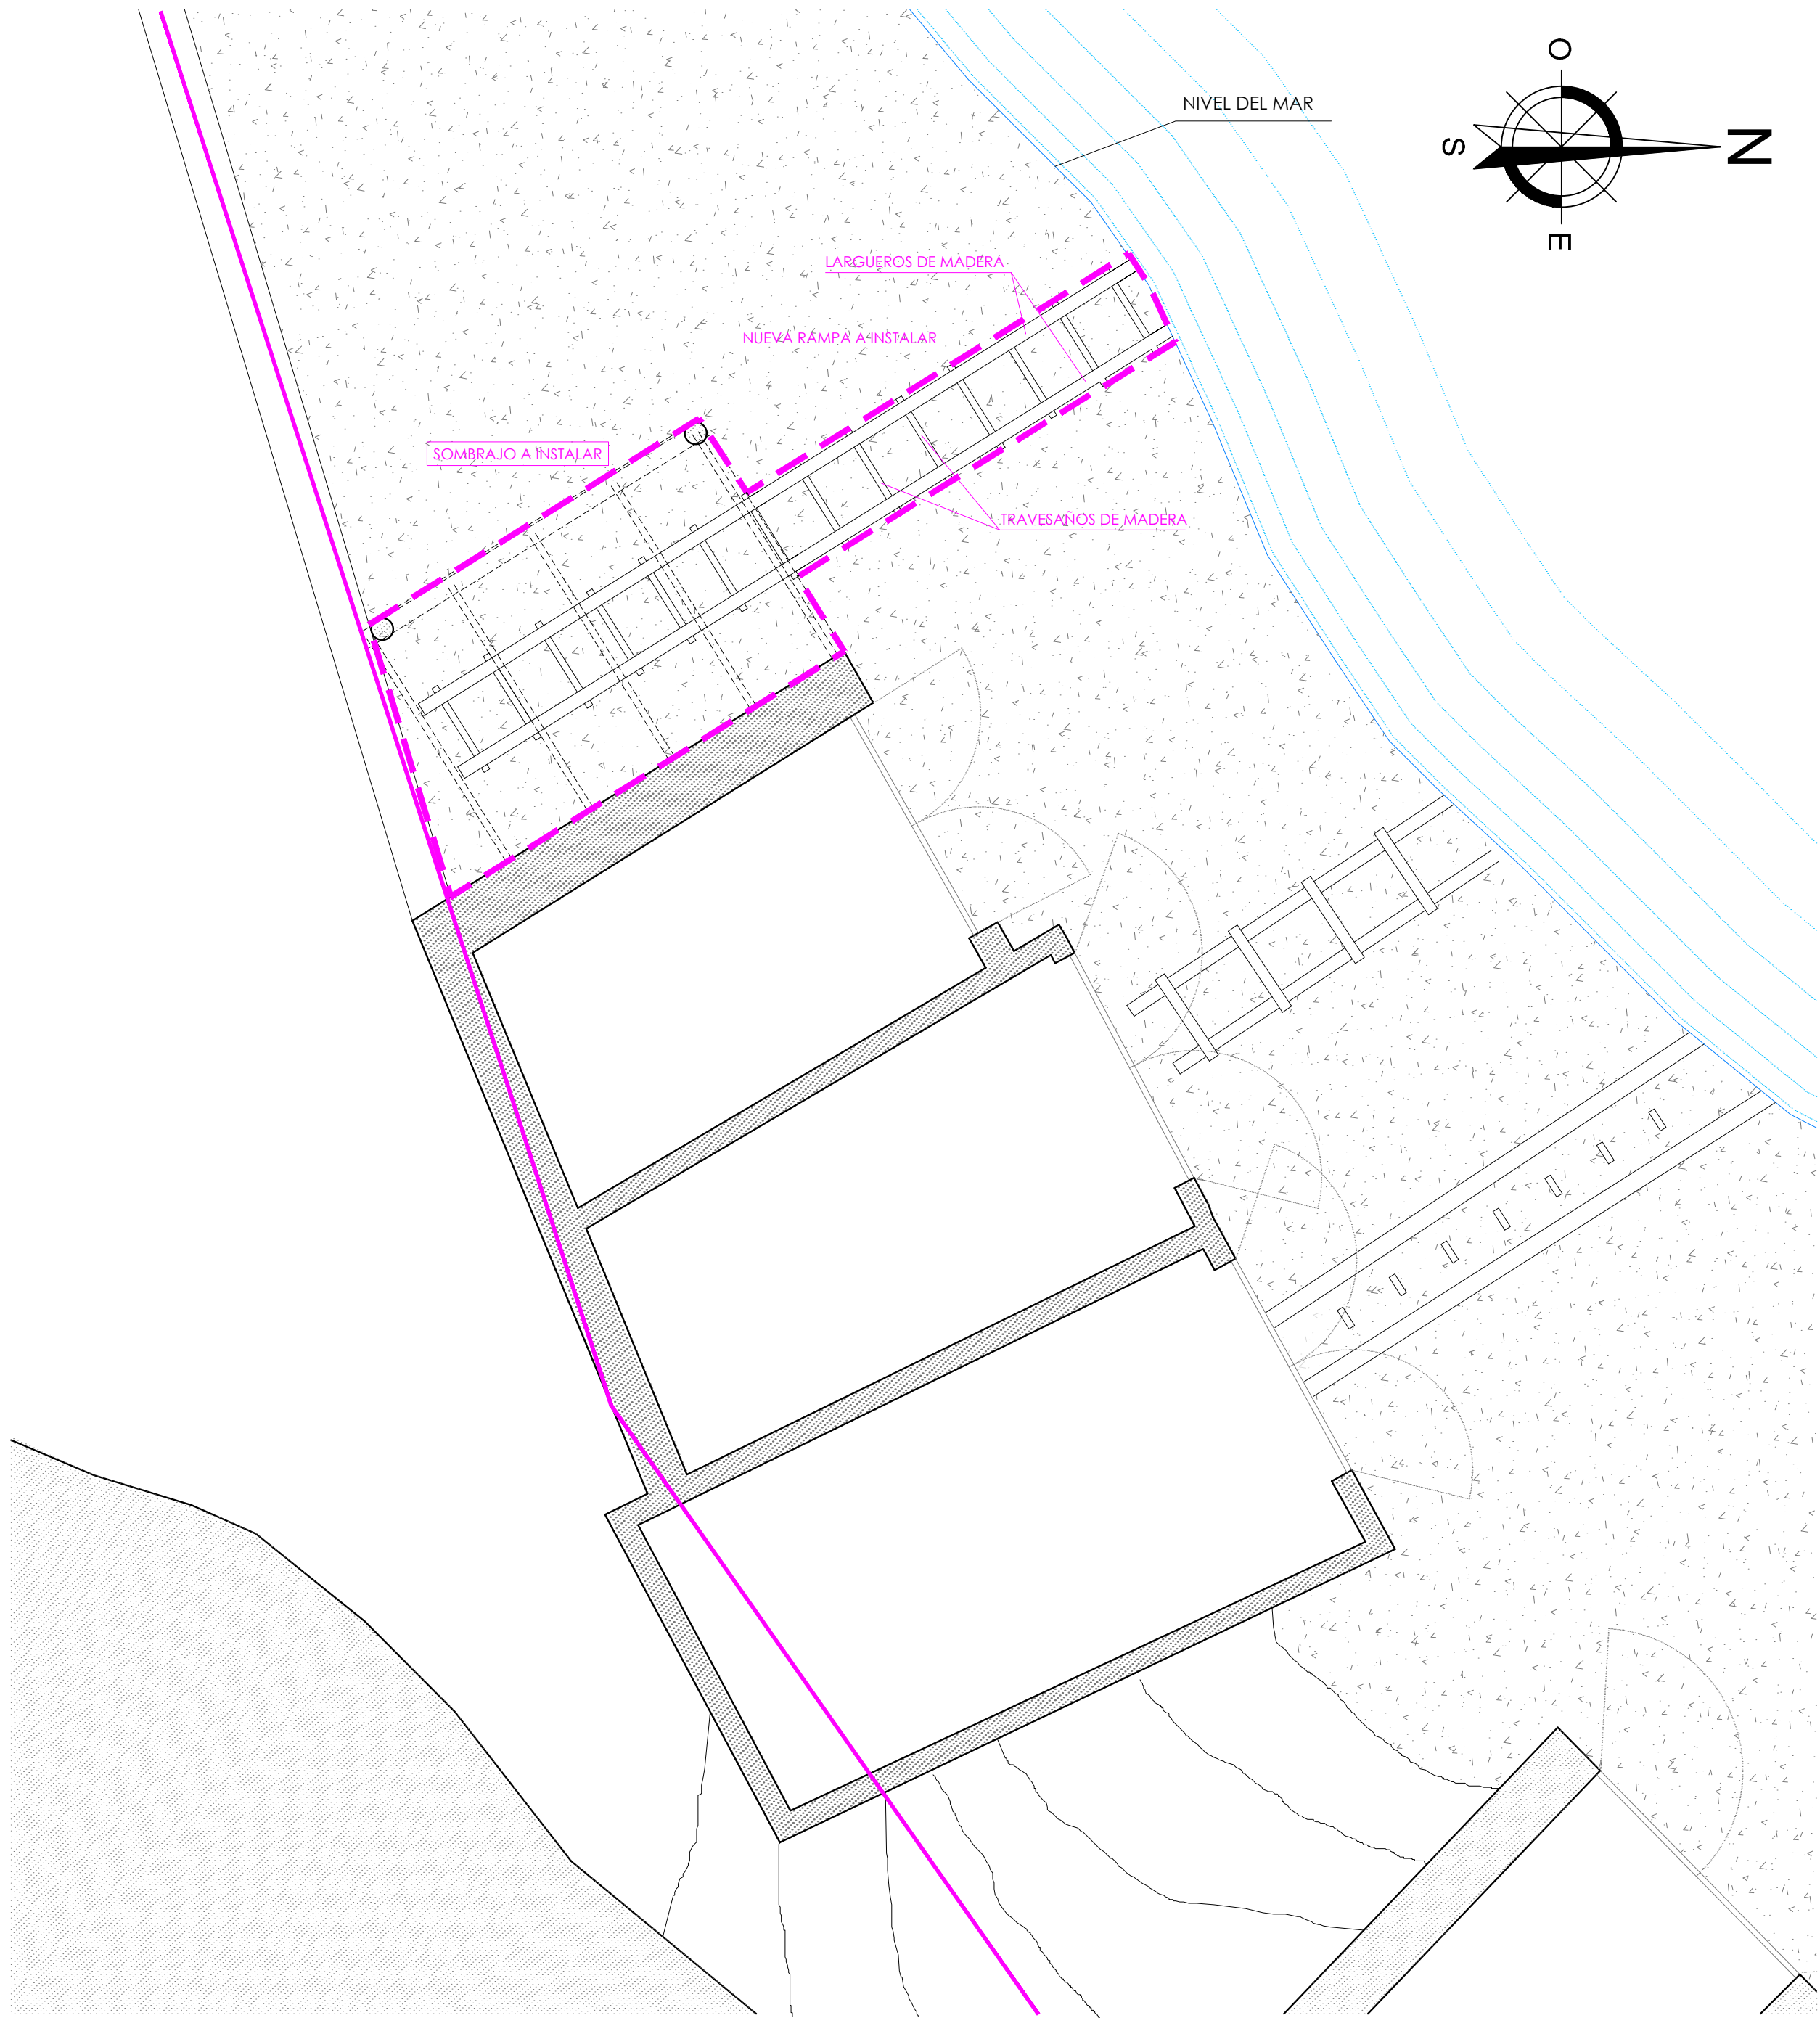 O
NIVEL DEL MAR
S
N
E
LARGUEROS DE MADERA
NUEVA RAMPA A INSTALAR
SOMBRAJO A INSTALAR
TRAVESAÑOS DE MADERA